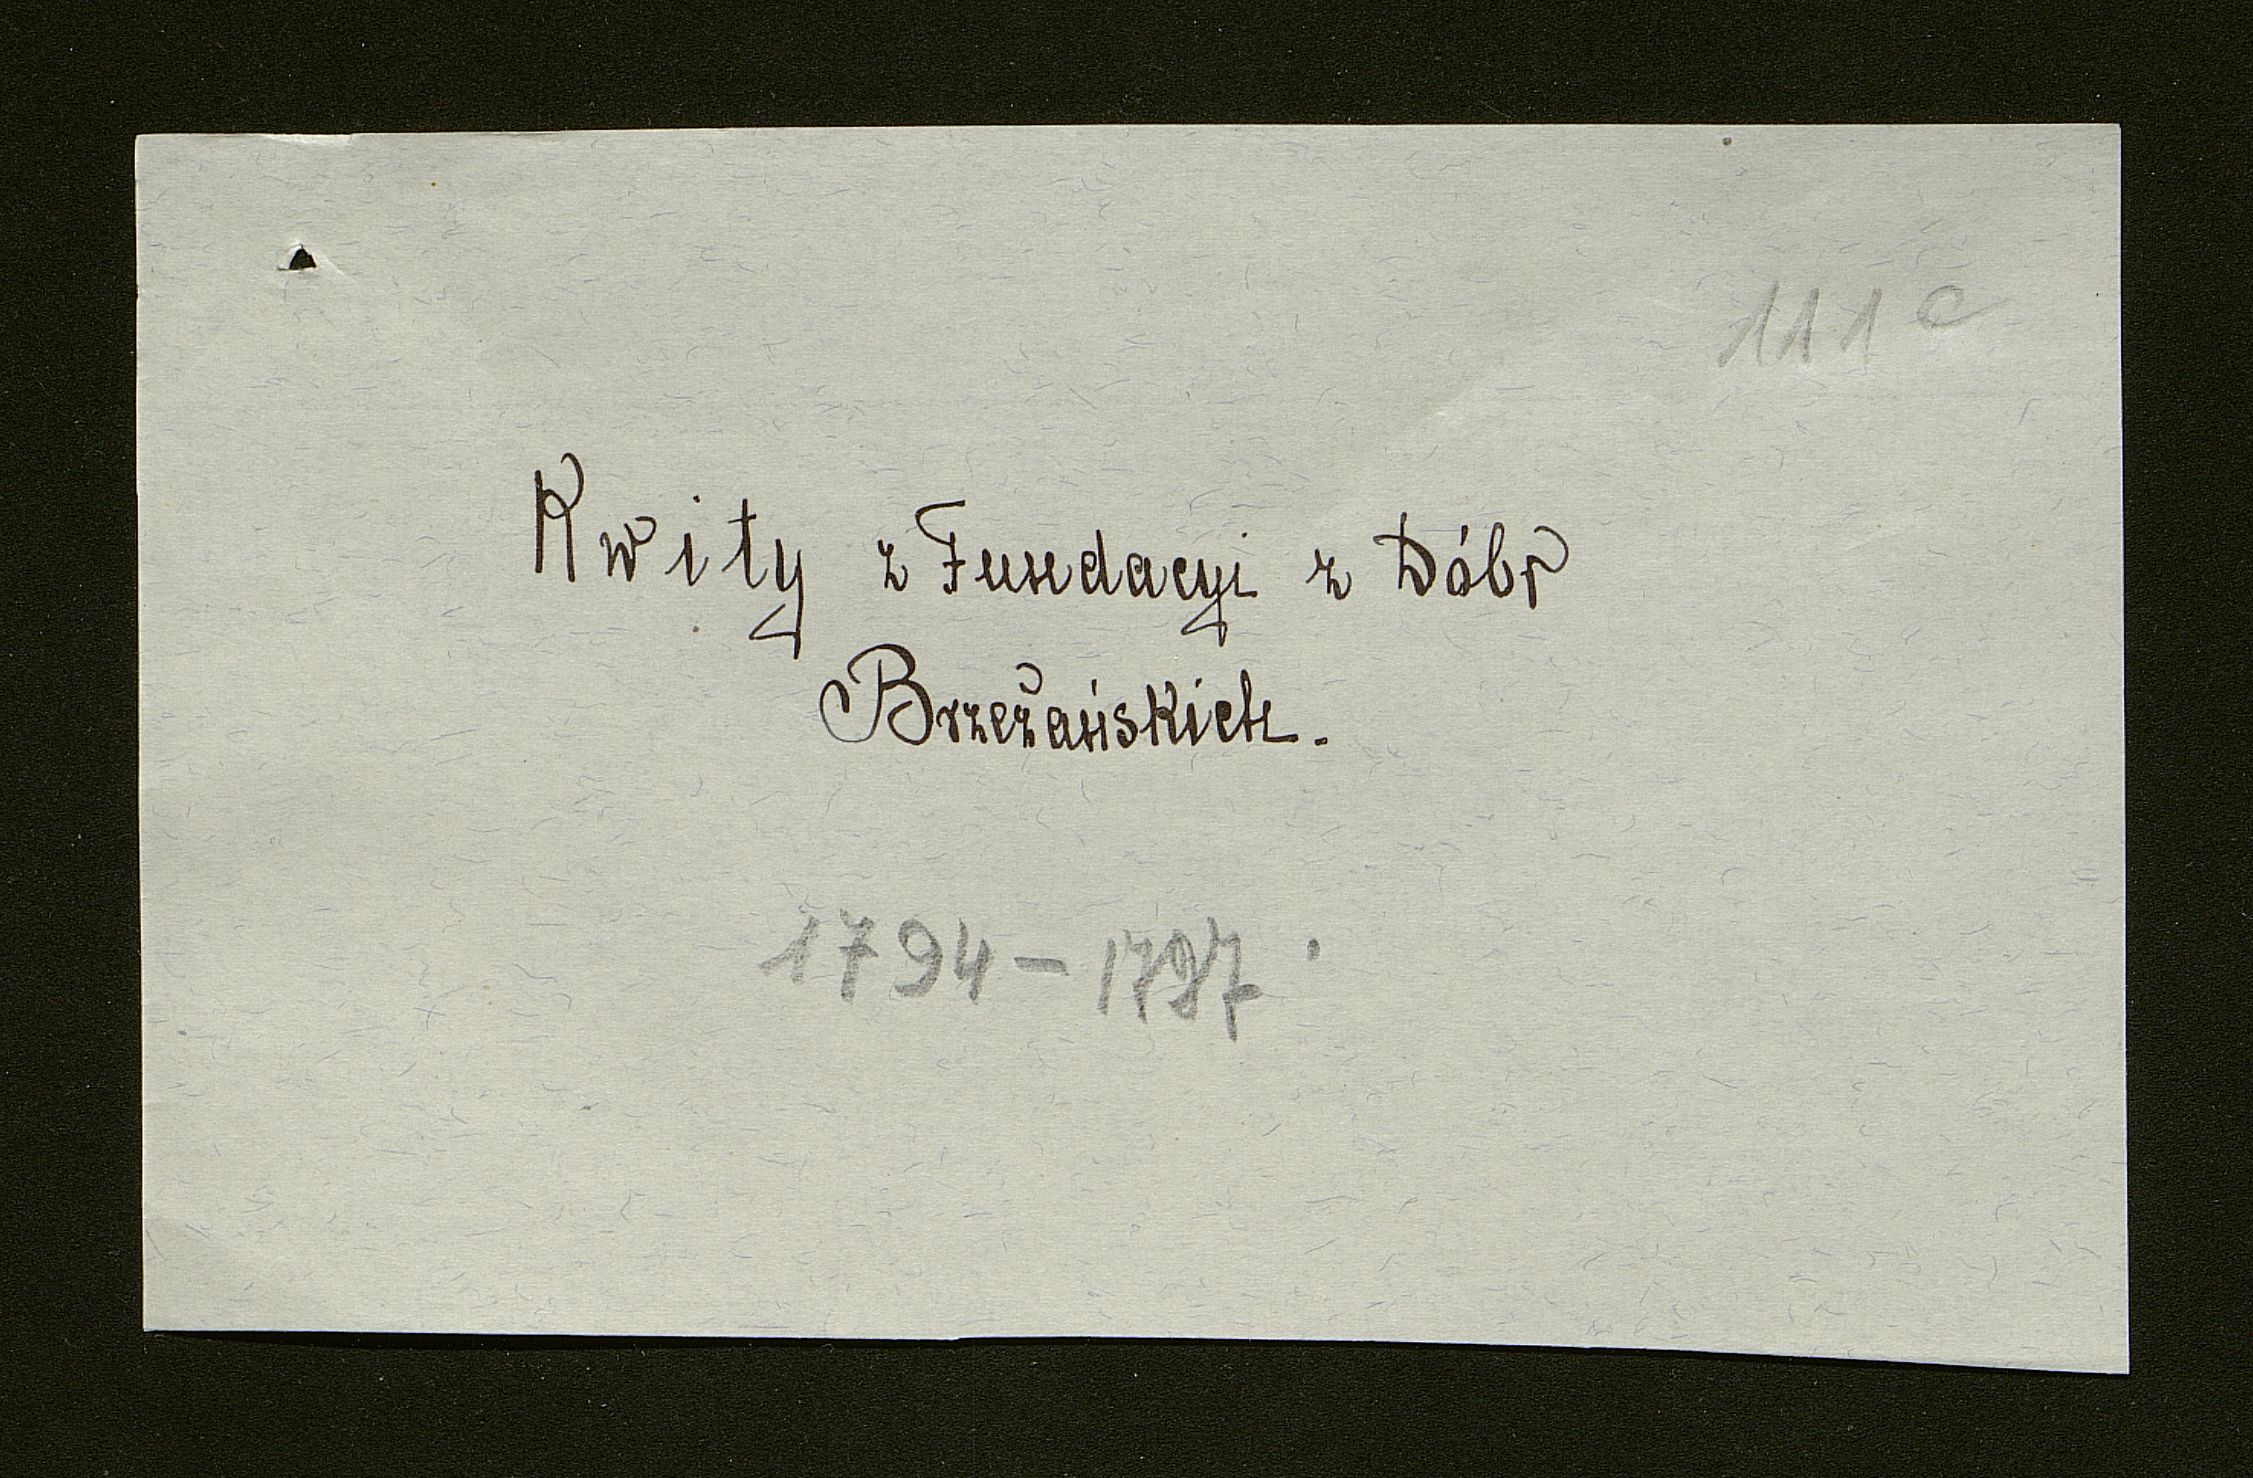 111c
Kwity z Fundacyi z Dóbr
Brzeżańskich.
1794-1797.